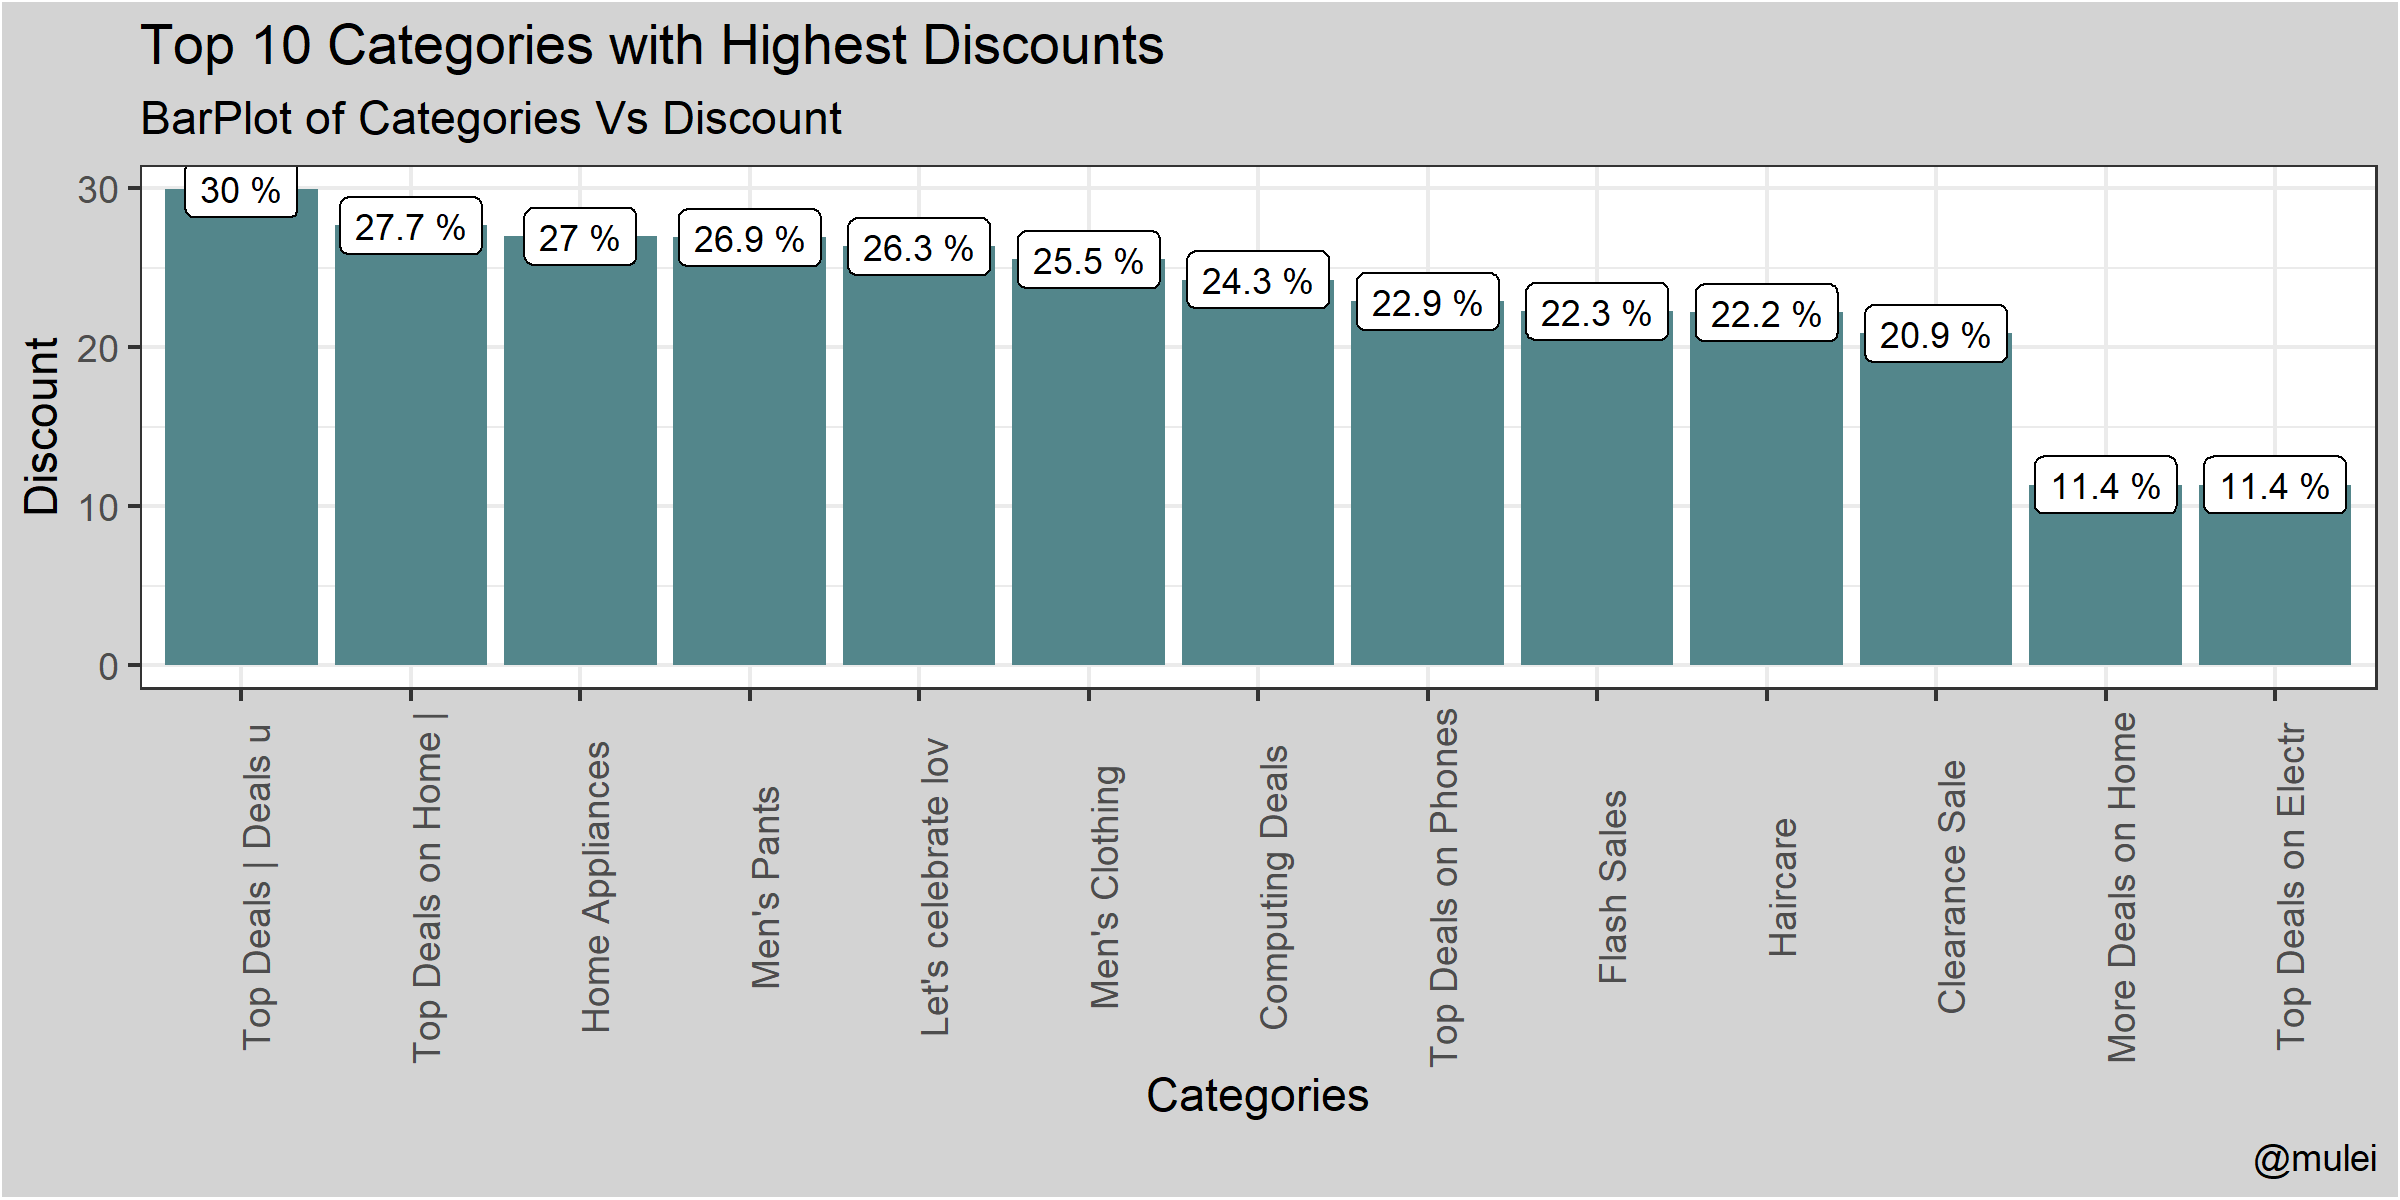 Top 10 Categories with Highest Discounts
BarPlot of Categories Vs Discount
Discount
30
20
10
0
30 %
27.7 %
27 %
26.9 %
26.3 %
25.5 %
24.3 %
22.9 %
22.3 %
22.2 %
20.9 %
11.4 %
11.4 %
Top Deals | Deals u
Top Deals on Home |
Home Appliances
Men's Pants
Let's celebrate lov
Men's Clothing
Computing Deals
Top Deals on Phones
Flash Sales
Haircare
Clearance Sale
More Deals on Home
Top Deals on Electr
Categories
@mulei